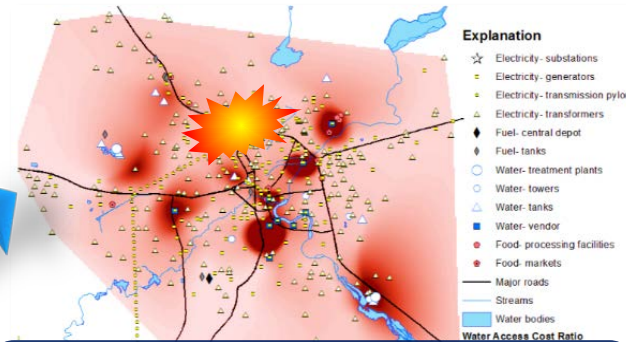 Explanation
Electricity- substations
Electricity- generators
Electricity- transmission pylo
Electricity- transformers
Fuel- central depot
Fuel- tanks
Water- treatment plants
Water- towers
Water- tanks
Water- vendor
Food- processing facilities
Food- markets
Major roads
Streams
Water bodies
Water Access Cost Ratio